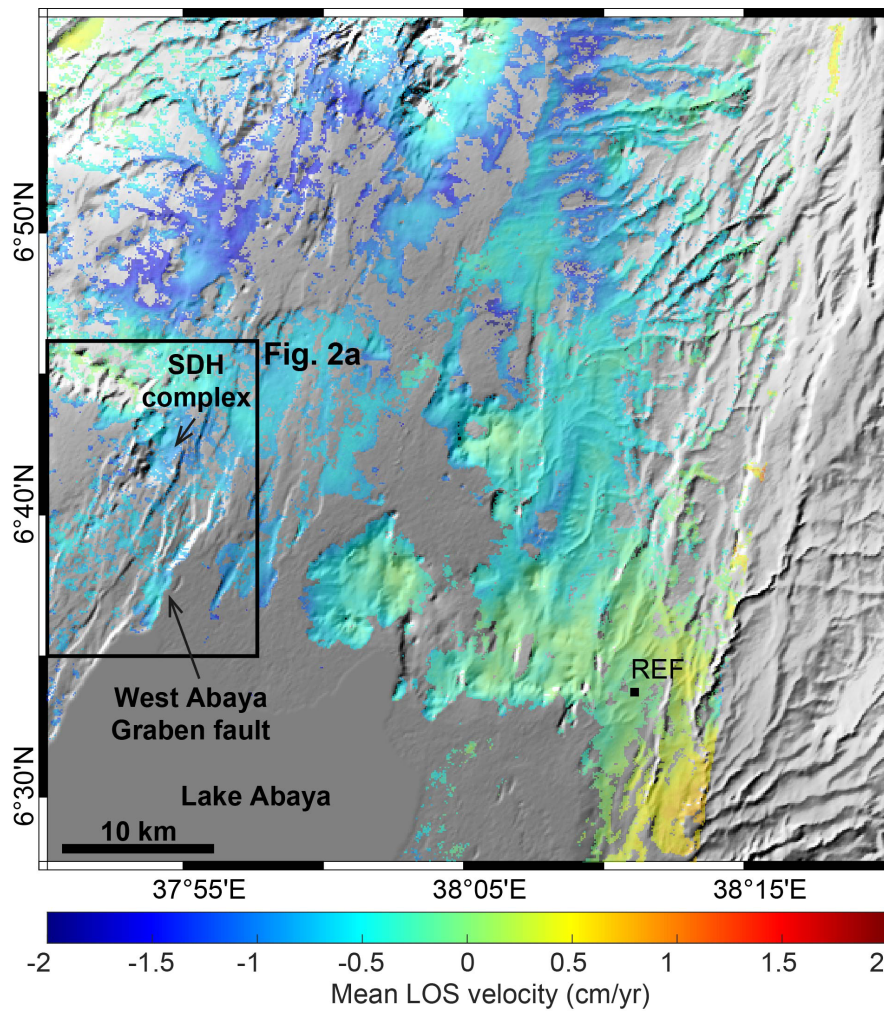 6°50'N
Fig. 2a
SDH
complex
6°40'N
REF
West Abaya
Graben fault
6°30'N
Lake Abaya
10 km
37°55'E 38°05'E 38°15'E
-2 -1.5 -1 -0.5 0 0.5 1 1.5 2
Mean LOS velocity (cm/yr)